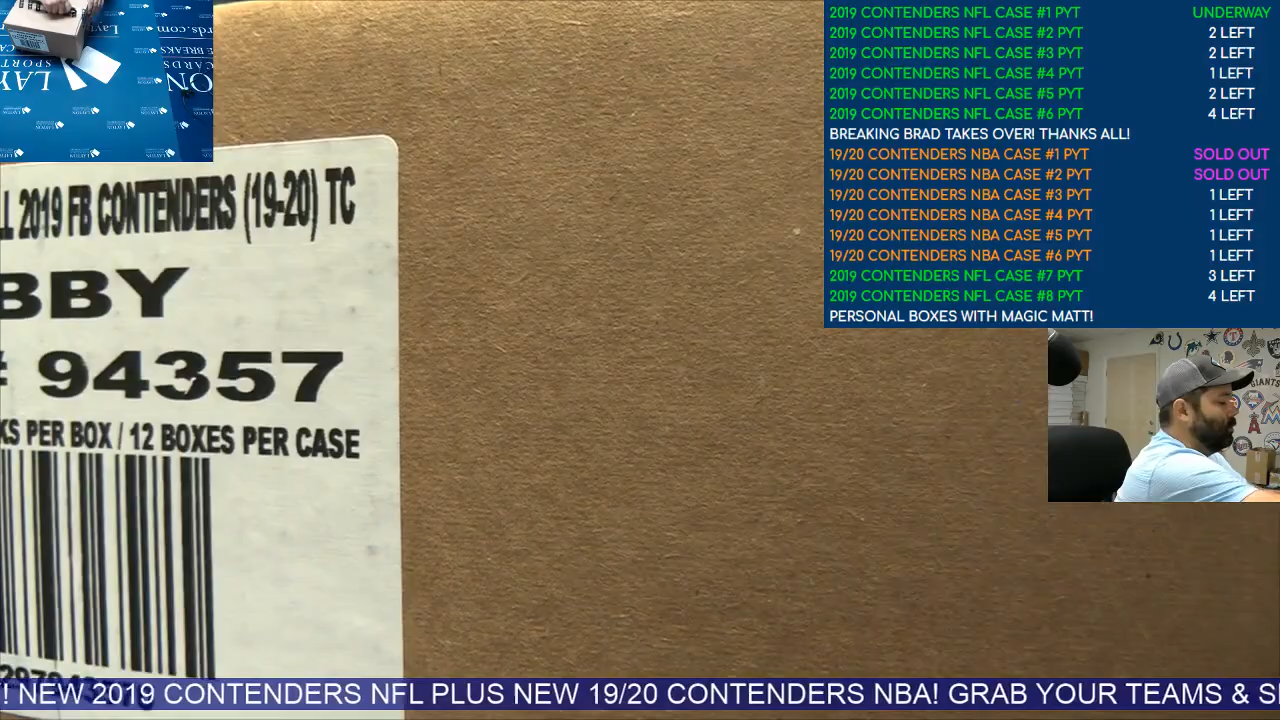 2019 CONTENDERS NFL CASE #1 PYT UNDERWAY
2019 CONTENDERS NFL CASE #2 PYT 2 LEFT
2019 CONTENDERS NFL CASE #3 PYT 2 LEFT
2019 CONTENDERS NFL CASE #4 PYT 1 LEFT
2019 CONTENDERS NFL CASE #5 PYT 2 LEFT
2019 CONTENDERS NFL CASE #6 PYT 4 LEFT
BREAKING BRAD TAKES OVER! THANKS ALL!
19/20 CONTENDERS NBA CASE #1 PYT SOLD OUT
19/20 CONTENDERS NBA CASE #2 PYT SOLD OUT
19/20 CONTENDERS NBA CASE #3 PYT 1 LEFT
19/20 CONTENDERS NBA CASE #4 PYT 1 LEFT
19/20 CONTENDERS NBA CASE #5 PYT 1 LEFT
19/20 CONTENDERS NBA CASE #6 PYT 1 LEFT
2019 CONTENDERS NFL CASE #7 PYT 3 LEFT
2019 CONTENDERS NFL CASE #8 PYT 4 LEFT
PERSONAL BOXES WITH MAGIC MATT!
LL 2019 FB CONTENDERS (19-20) TC
BBY
# 94357
KS PER BOX / 12 BOXES PER CASE
GIANTS
! NEW 2019 CONTENDERS NFL PLUS NEW 19/20 CONTENDERS NBA! GRAB YOUR TEAMS & S